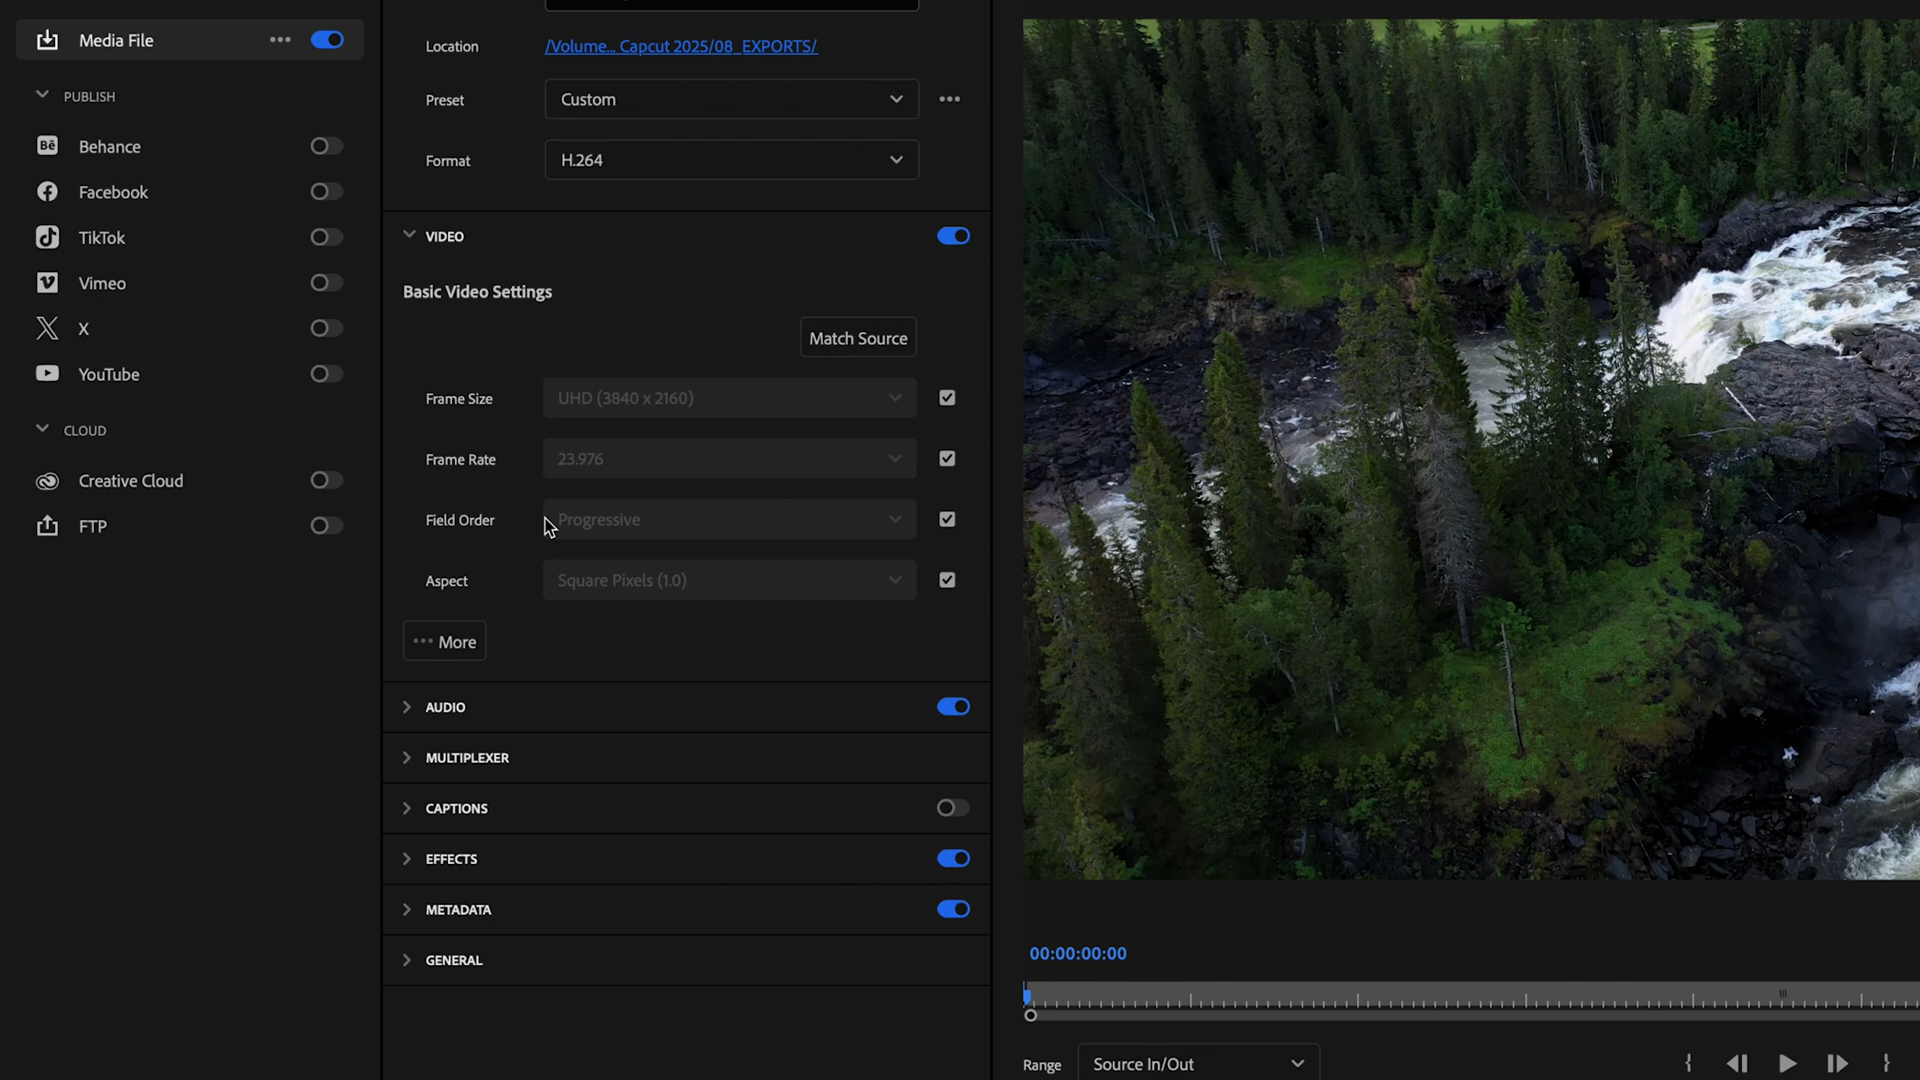 Media File
PUBLISH
Behance
Facebook
TikTok
Vimeo
X
YouTube
CLOUD
Creative Cloud
FTP
Location /Volume... Capcut 2025/08_EXPORTS/
Preset Custom
Format H.264
VIDEO
Basic Video Settings
Match Source
Frame Size UHD (3840 x 2160)
Frame Rate 23.976
Field Order Progressive
Aspect Square Pixels (1.0)
More
AUDIO
MULTIPLEXER
CAPTIONS
EFFECTS
METADATA
GENERAL
00:00:00:00
Range Source In/Out